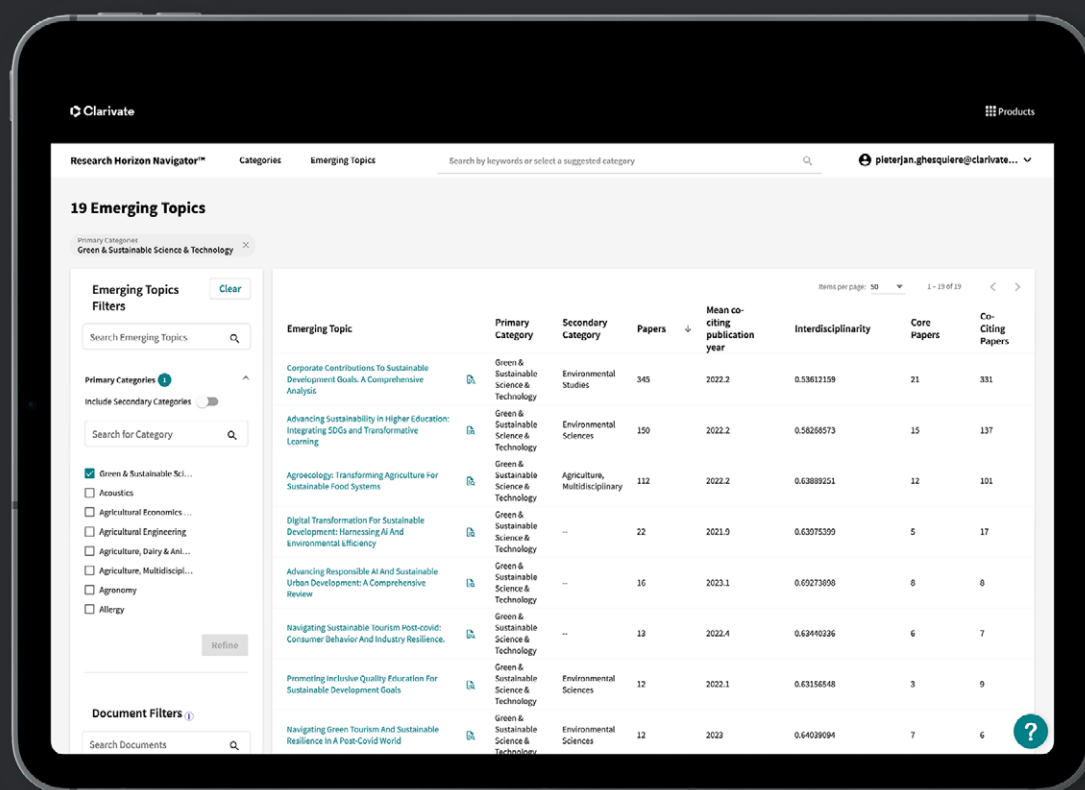 Clarivate
Products
Research Horizon Navigator™
Categories
Emerging Topics
Search by keywords or select a suggested category
pieterjan.ghesquiere@clarivate...
19 Emerging Topics
Primary Categories
Green & Sustainable Science & Technology
Emerging Topics
Filters
Clear
Search Emerging Topics
Primary Categories 1
Include Secondary Categories
Search for Category
Green & Sustainable Sci...
Acoustics
Agricultural Economics ...
Agricultural Engineering
Agriculture, Dairy & Ani...
Agriculture, Multidiscipl...
Agronomy
Allergy
Refine
Document Filters
Search Documents
Items per page: 50
1 – 19 of 19
Emerging Topic
Primary
Category
Secondary
Category
Papers
Mean co-
citing
publication
year
Interdisciplinarity
Core
Papers
Co-
Citing
Papers
Corporate Contributions To Sustainable
Development Goals. A Comprehensive
Analysis
Green &
Sustainable
Science &
Technology
Environmental
Studies
345
2022.2
0.53612159
21
331
Advancing Sustainability in Higher Education:
Integrating SDGs and Transformative
Learning
Green &
Sustainable
Science &
Technology
Environmental
Sciences
150
2022.2
0.58268573
15
137
Agroecology: Transforming Agriculture For
Sustainable Food Systems
Green &
Sustainable
Science &
Technology
Agriculture,
Multidisciplinary
112
2022.2
0.63889251
12
101
Digital Transformation For Sustainable
Development: Harnessing Ai And
Environmental Efficiency
Green &
Sustainable
Science &
Technology
--
22
2021.9
0.63975399
5
17
Advancing Responsible AI And Sustainable
Urban Development: A Comprehensive
Review
Green &
Sustainable
Science &
Technology
--
16
2023.1
0.69273898
8
8
Navigating Sustainable Tourism Post-covid:
Consumer Behavior And Industry Resilience.
Green &
Sustainable
Science &
Technology
--
13
2022.4
0.63440336
6
7
Promoting Inclusive Quality Education For
Sustainable Development Goals
Green &
Sustainable
Science &
Technology
Environmental
Sciences
12
2022.1
0.63156548
3
9
Navigating Green Tourism And Sustainable
Resilience In A Post-Covid World
Green &
Sustainable
Science &
Technology
Environmental
Sciences
12
2023
0.64039094
7
6
?